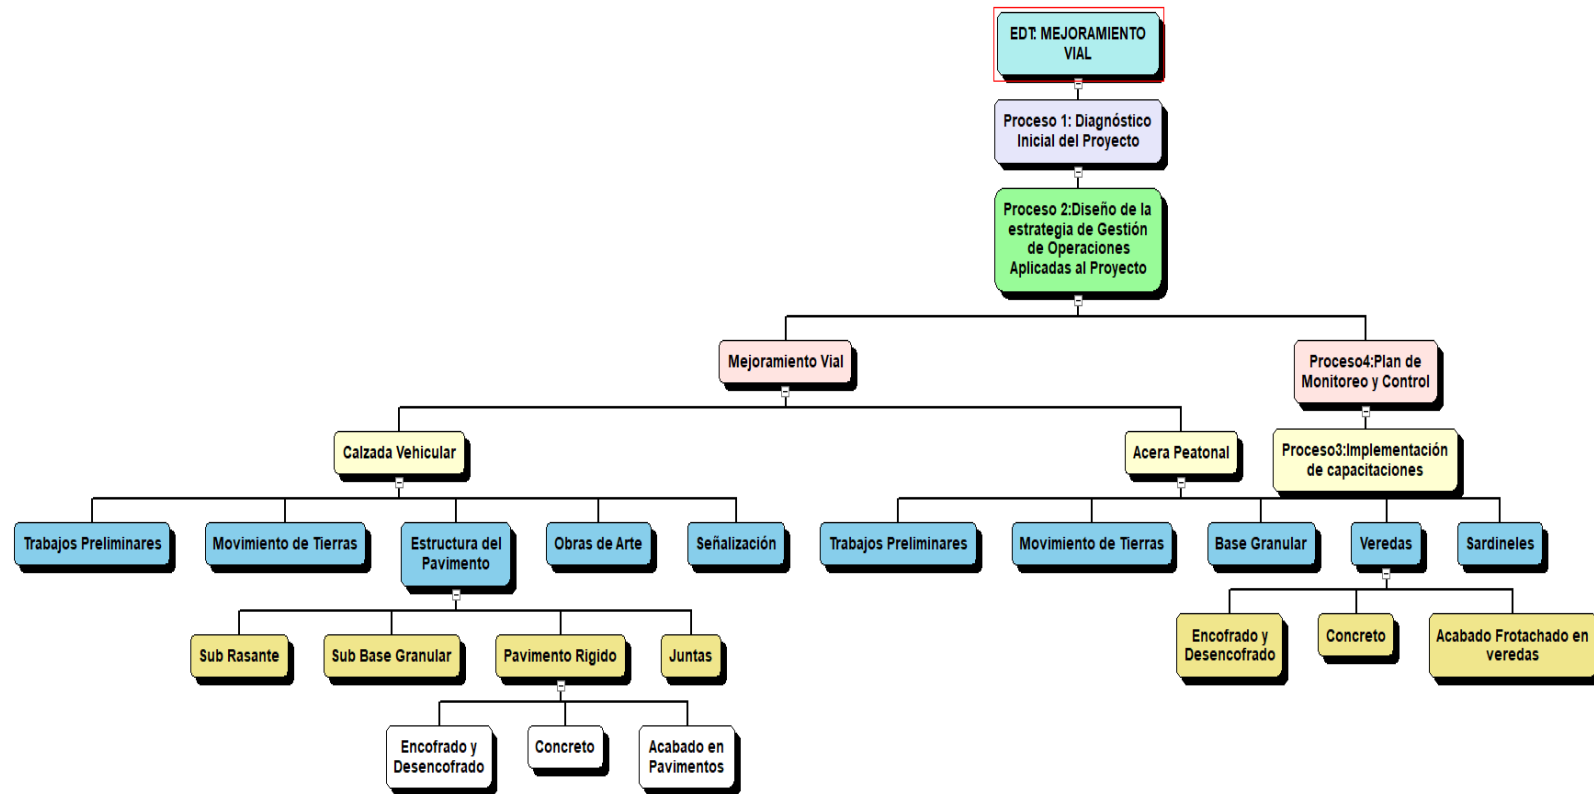 EDT: MEJORAMIENTO
VIAL
Proceso 1: Diagnóstico
Inicial del Proyecto
Proceso 2:Diseño de la
estrategia de Gestión
de Operaciones
Aplicadas al Proyecto
Mejoramiento Vial
Proceso4:Plan de
Monitoreo y Control
Calzada Vehicular
Acera Peatonal
Proceso3:Implementación
de capacitaciones
Trabajos Preliminares
Movimiento de Tierras
Estructura del
Pavimento
Obras de Arte
Señalización
Trabajos Preliminares
Movimiento de Tierras
Base Granular
Veredas
Sardineles
Sub Rasante
Sub Base Granular
Pavimento Rigido
Juntas
Encofrado y
Desencofrado
Concreto
Acabado Frotachado en
veredas
Encofrado y
Desencofrado
Concreto
Acabado en
Pavimentos